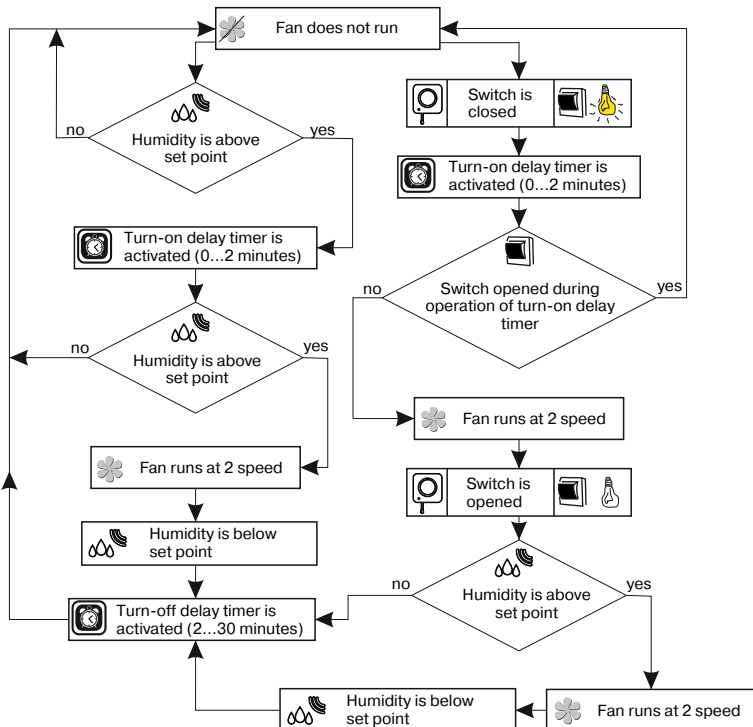 Fan does not run
Humidity is above
set point
no
yes
Turn-on delay timer is
activated (0...2 minutes)
Humidity is above
set point
no
yes
Fan runs at 2 speed
Humidity is below
set point
Turn-off delay timer is
activated (2...30 minutes)
Switch is
closed
Turn-on delay timer is
activated (0...2 minutes)
Switch opened during
operation of turn-on delay
timer
no
yes
Fan runs at 2 speed
Switch is
opened
Humidity is above
set point
no
yes
Fan runs at 2 speed
Humidity is below
set point